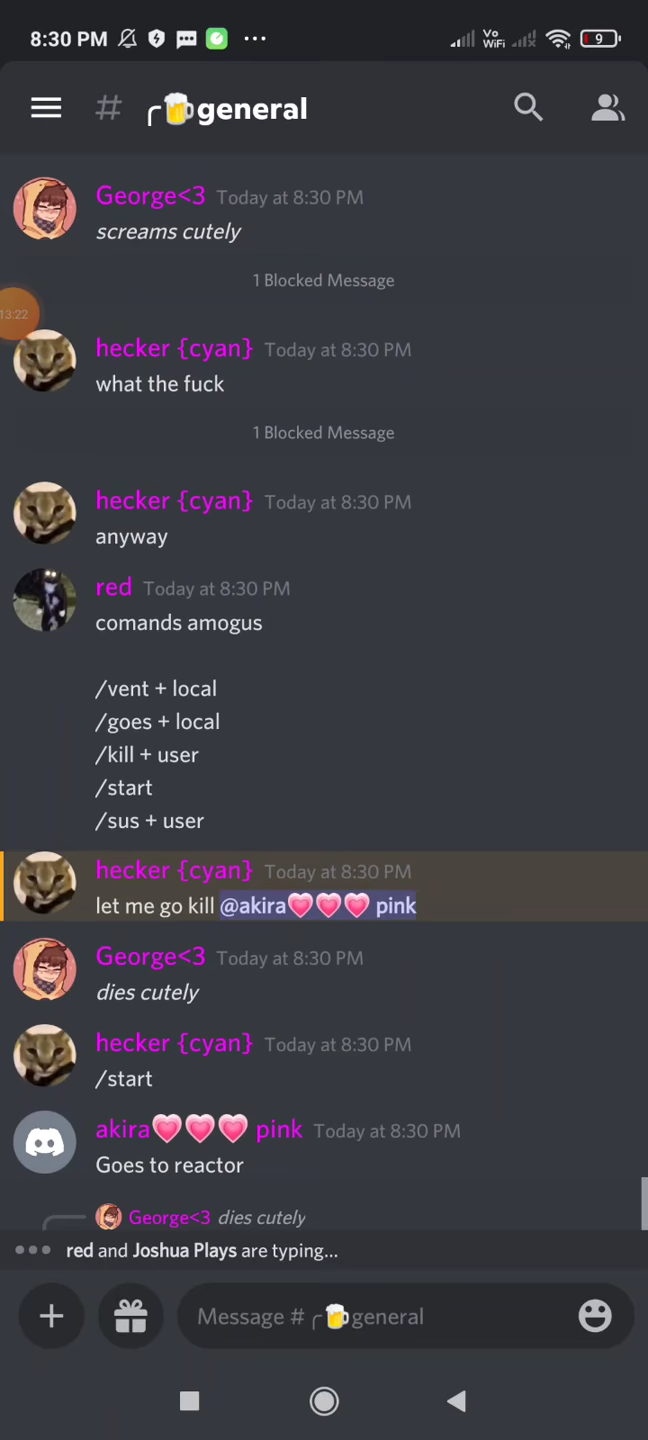 8:30 PM ... Vo WiFi 9
# ╭🍺general
George<3 Today at 8:30 PM
screams cutely
1 Blocked Message
13:22
hecker {cyan} Today at 8:30 PM
what the fuck
1 Blocked Message
hecker {cyan} Today at 8:30 PM
anyway
red Today at 8:30 PM
comands amogus
/vent + local
/goes + local
/kill + user
/start
/sus + user
hecker {cyan} Today at 8:30 PM
let me go kill @akira💗💗💗 pink
George<3 Today at 8:30 PM
dies cutely
hecker {cyan} Today at 8:30 PM
/start
akira💗💗💗 pink Today at 8:30 PM
Goes to reactor
George<3 dies cutely
red and Joshua Plays are typing...
Message # ╭🍺general